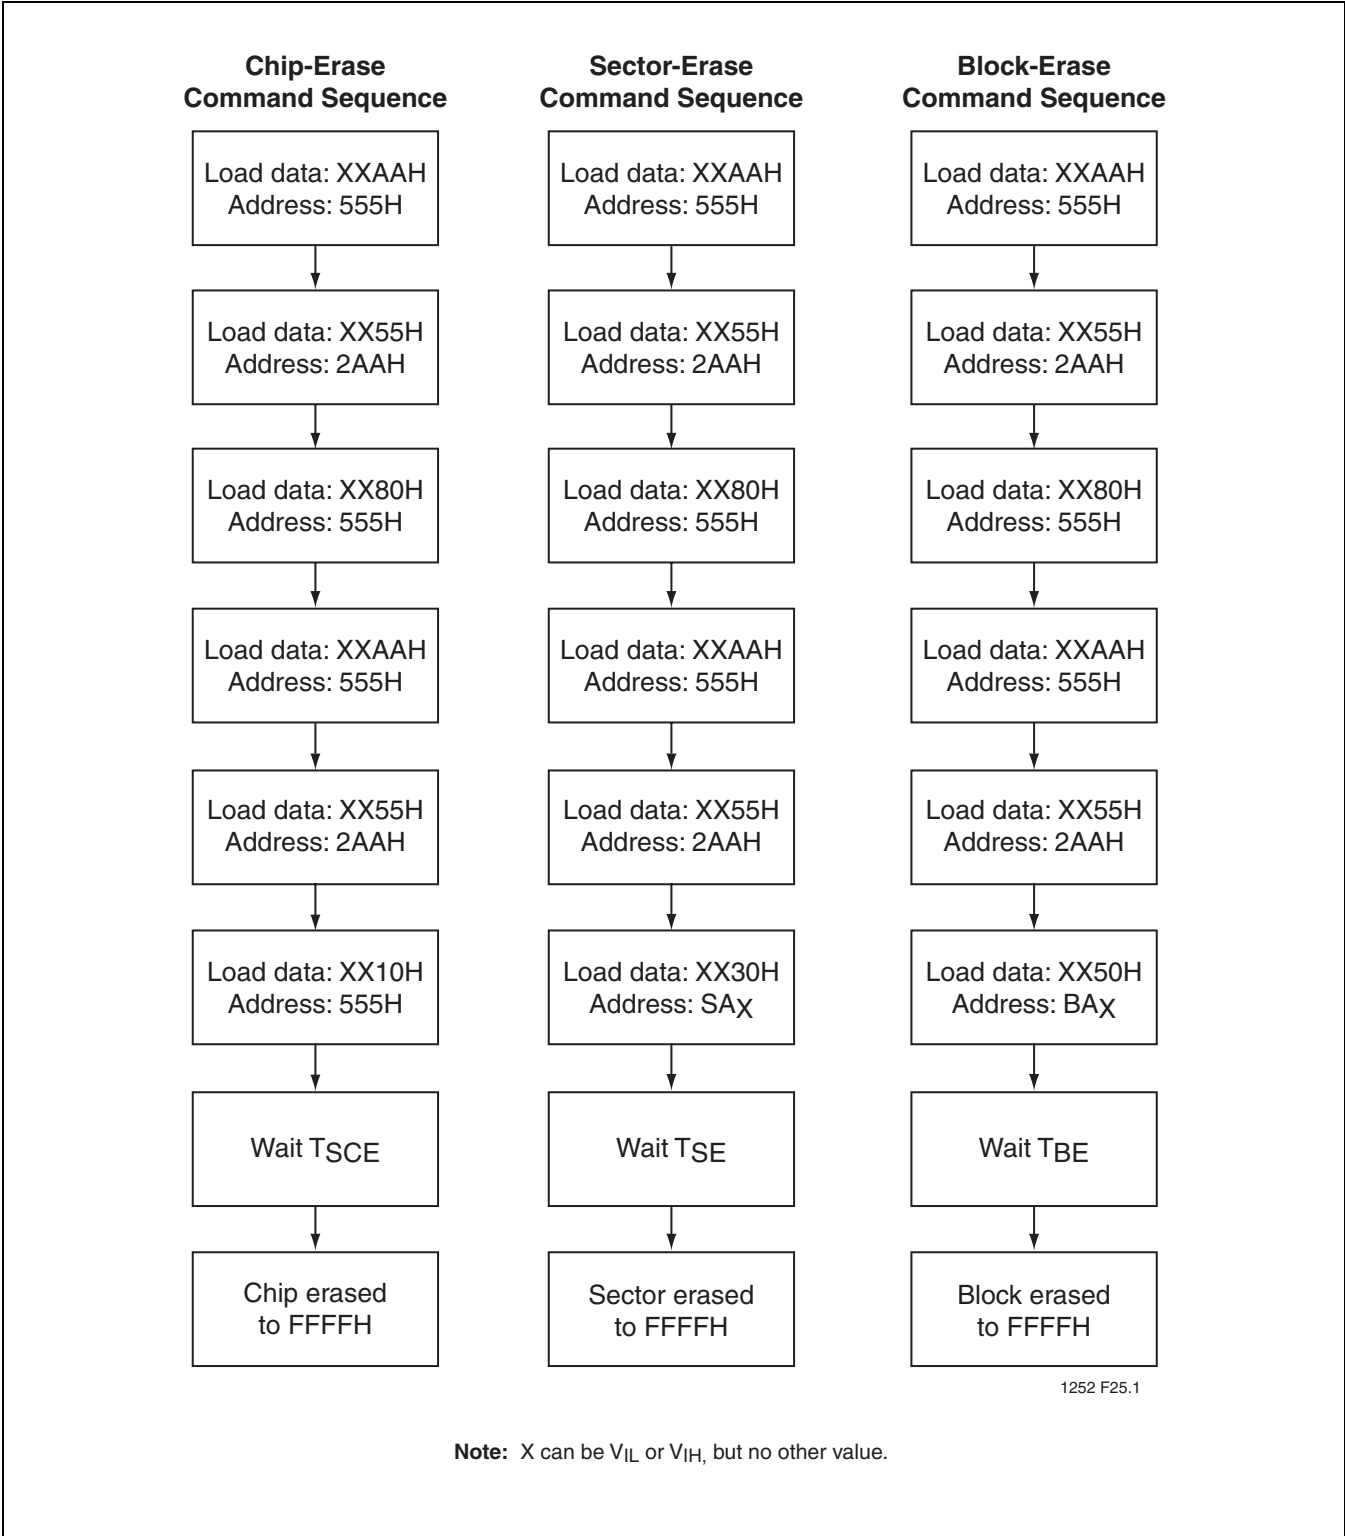 Chip-Erase
Command Sequence
Load data: XXAAH
Address: 555H
Load data: XX55H
Address: 2AAH
Load data: XX80H
Address: 555H
Load data: XXAAH
Address: 555H
Load data: XX55H
Address: 2AAH
Load data: XX10H
Address: 555H
Wait TSCE
Chip erased
to FFFFH
Sector-Erase
Command Sequence
Load data: XXAAH
Address: 555H
Load data: XX55H
Address: 2AAH
Load data: XX80H
Address: 555H
Load data: XXAAH
Address: 555H
Load data: XX55H
Address: 2AAH
Load data: XX30H
Address: SAX
Wait TSE
Sector erased
to FFFFH
Block-Erase
Command Sequence
Load data: XXAAH
Address: 555H
Load data: XX55H
Address: 2AAH
Load data: XX80H
Address: 555H
Load data: XXAAH
Address: 555H
Load data: XX55H
Address: 2AAH
Load data: XX50H
Address: BAX
Wait TBE
Block erased
to FFFFH
1252 F25.1
Note: X can be VIL or VIH, but no other value.